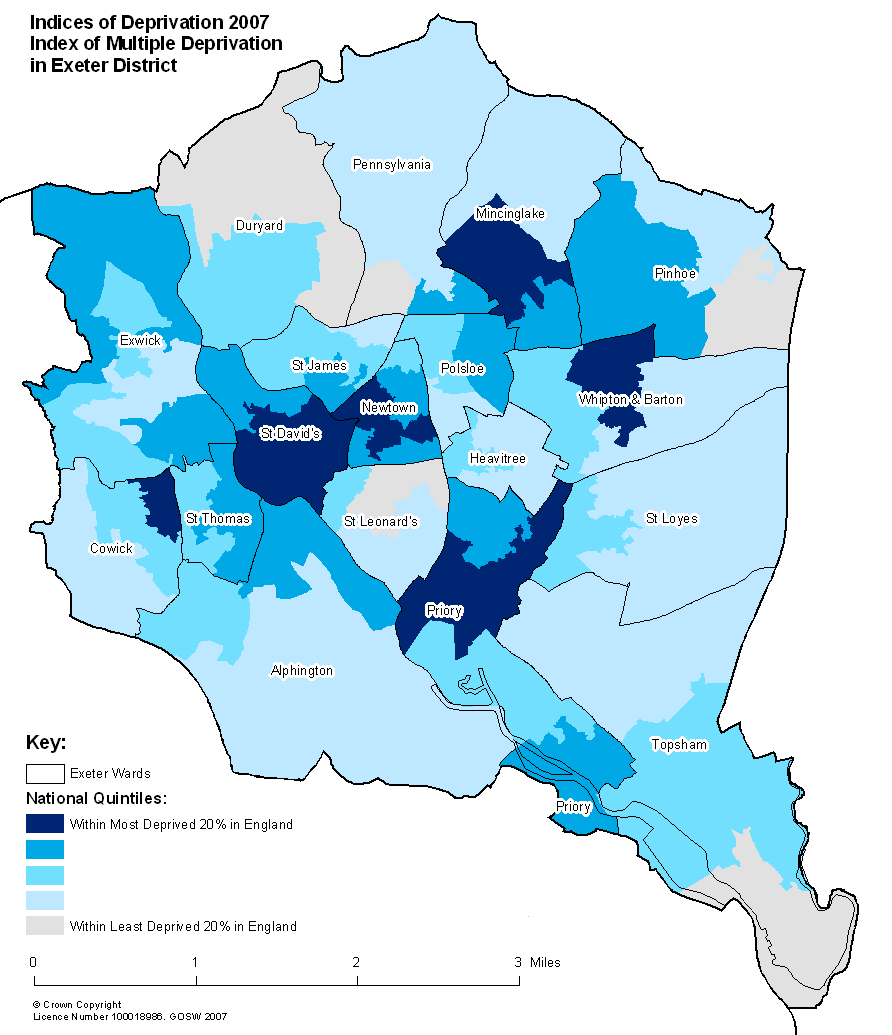 Indices of Deprivation 2007
Index of Multiple Deprivation
in Exeter District
Pennsylvania
Mincinglake
Duryard
Pinhoe
Exwick
St James
Polsloe
Newtown
Whipton & Barton
St David's
Heavitree
St Thomas
St Leonard's
St Loyes
Cowick
Priory
Alphington
Topsham
Priory
Key:
Exeter Wards
National Quintiles:
Within Most Deprived 20% in England
Within Least Deprived 20% in England
0 1 2 3 Miles
© Crown Copyright
Licence Number 100018986. GOSW 2007